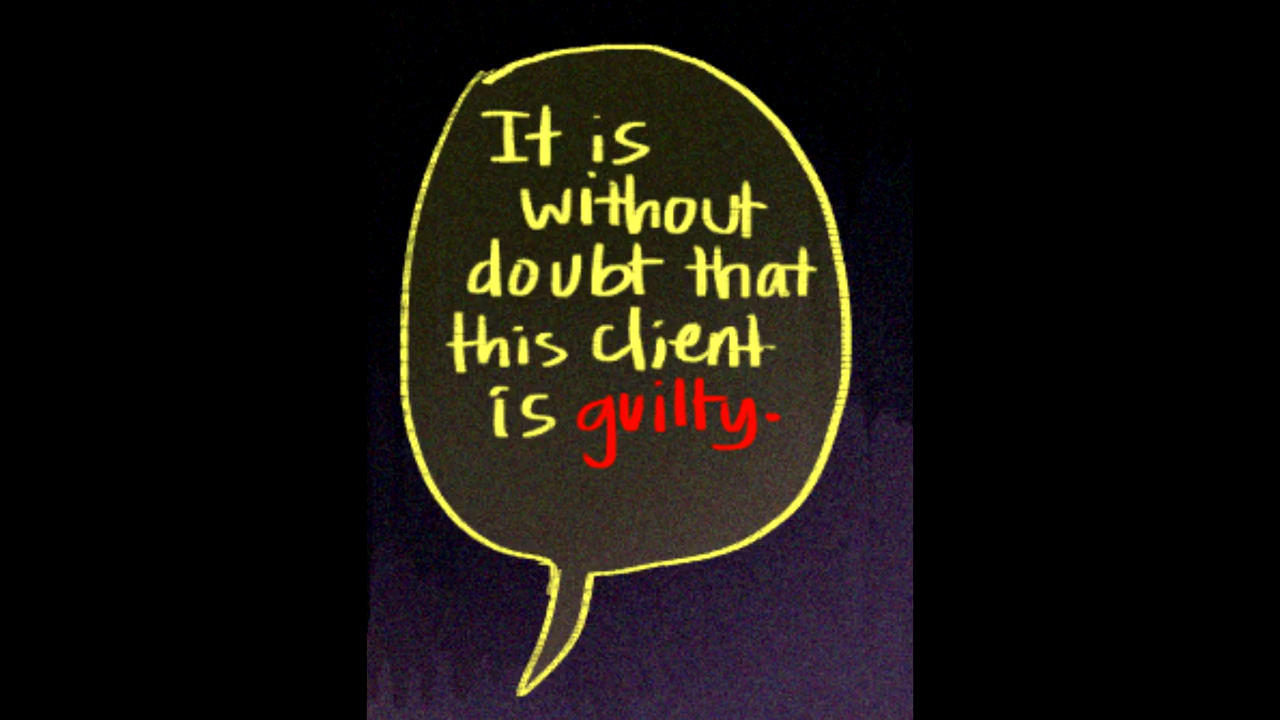 It is
without
doubt that
this client
is guilty.